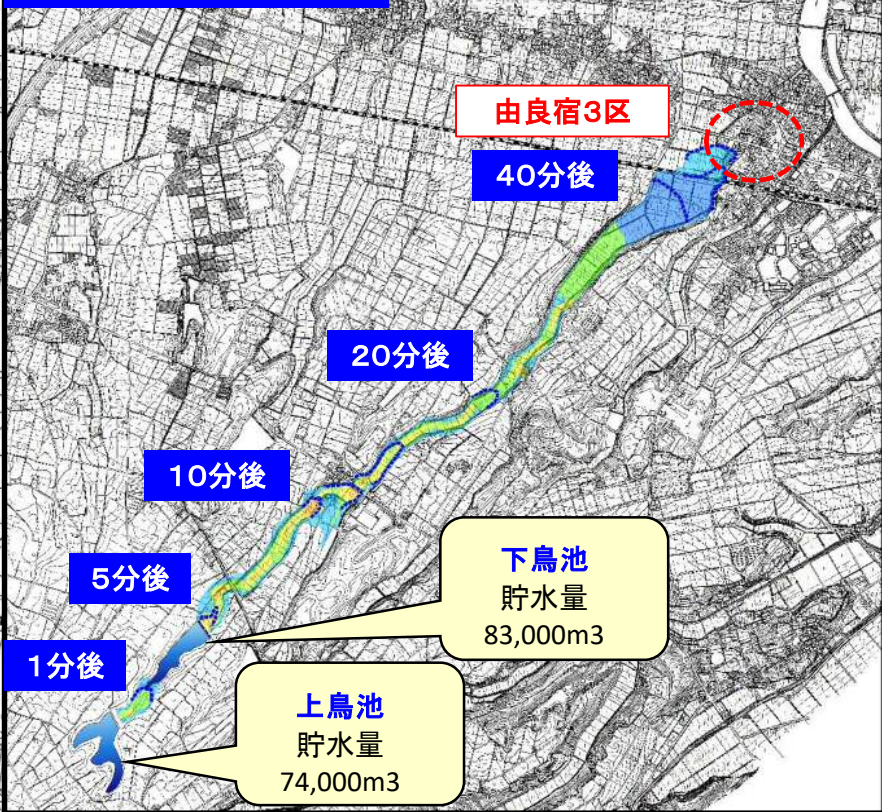 由良宿3区
40分後
20分後
10分後
5分後
1分後
下鳥池
貯水量
83,000m3
上鳥池
貯水量
74,000m3